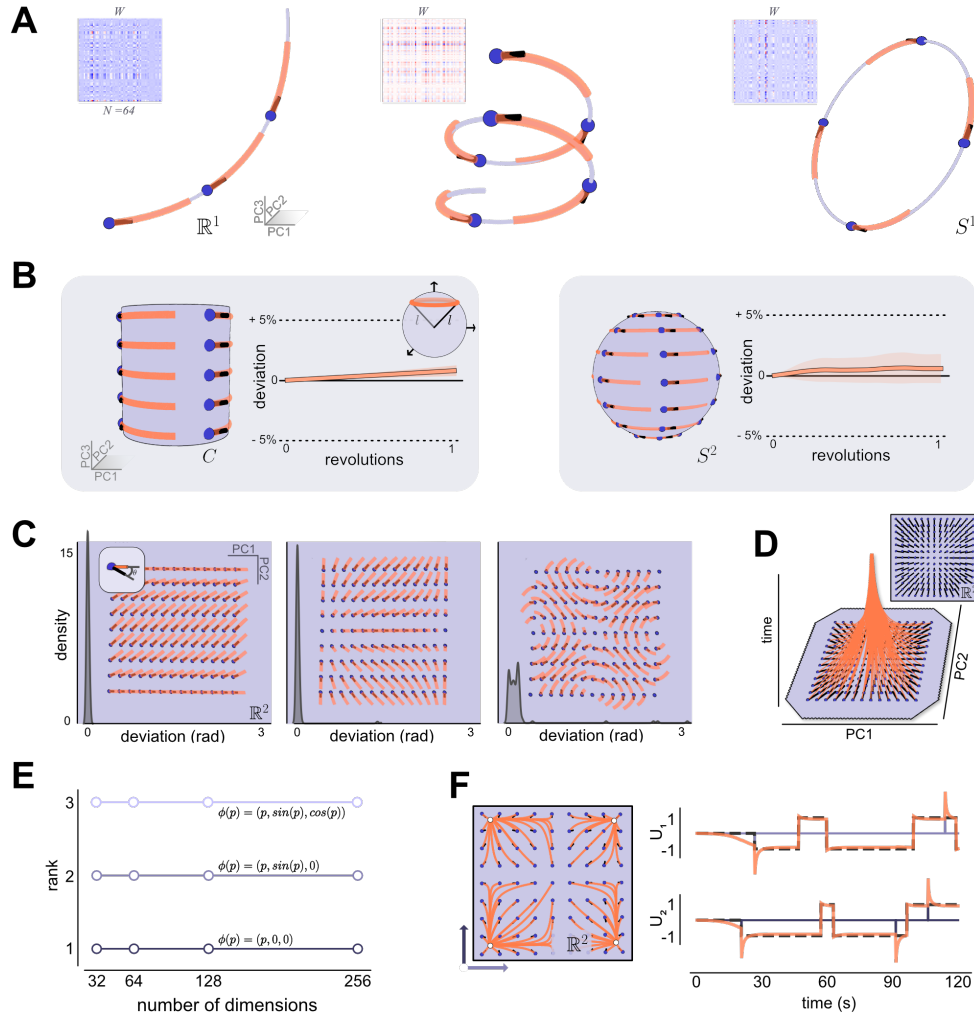 A
W
N =64
ℝ¹
PC3
PC2
PC1
W
W
S¹
B
C
PC3
PC2
PC1
deviation
+ 5%
0
- 5%
0
1
revolutions
l
l
S²
deviation
+ 5%
0
- 5%
0
1
revolutions
C
density
15
0
θ
PC1
PC2
ℝ²
0
3
deviation (rad)
0
3
deviation (rad)
0
3
deviation (rad)
D
time
PC1
PC2
ℝ
E
rank
3
2
1
ϕ(p) = (p, sin(p), cos(p))
ϕ(p) = (p, sin(p), 0)
ϕ(p) = (p, 0, 0)
32
64
128
256
number of dimensions
F
ℝ²
U₁
1
-1
U₂
1
-1
0
30
60
90
120
time (s)